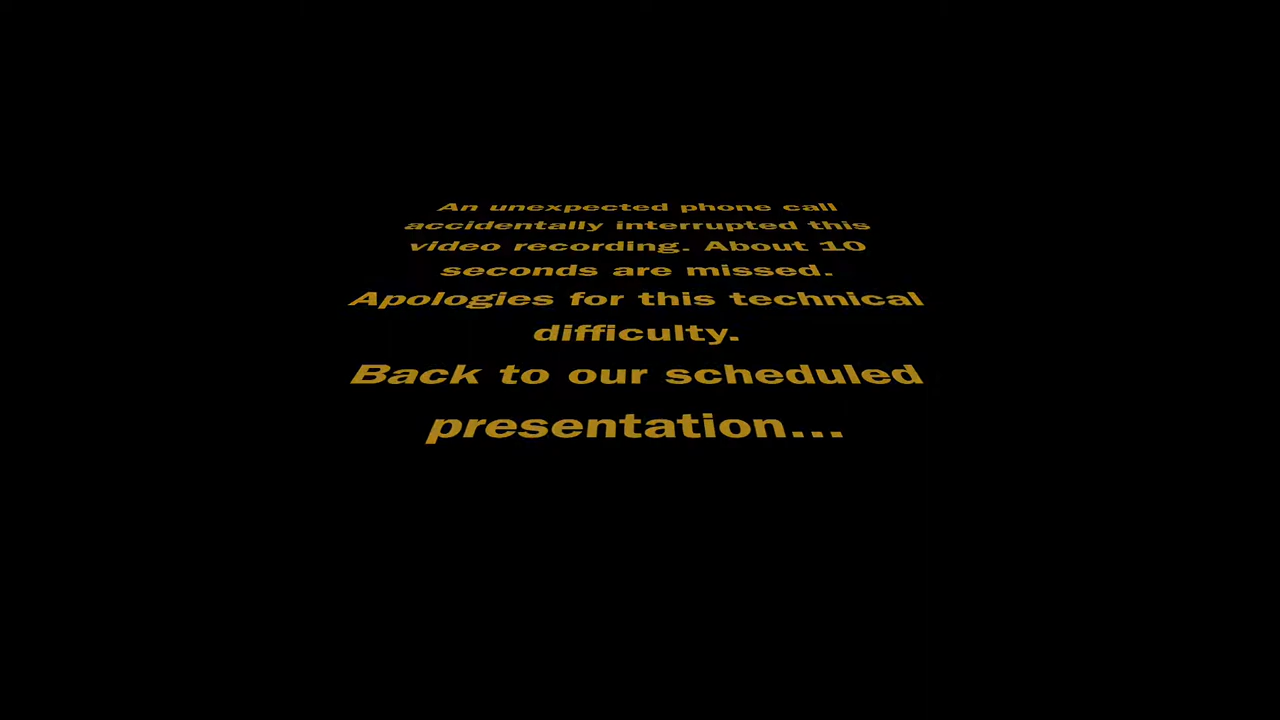 An unexpected phone call
accidentally interrupted this
video recording. About 10
seconds are missed.
Apologies for this technical
difficulty.
Back to our scheduled
presentation...